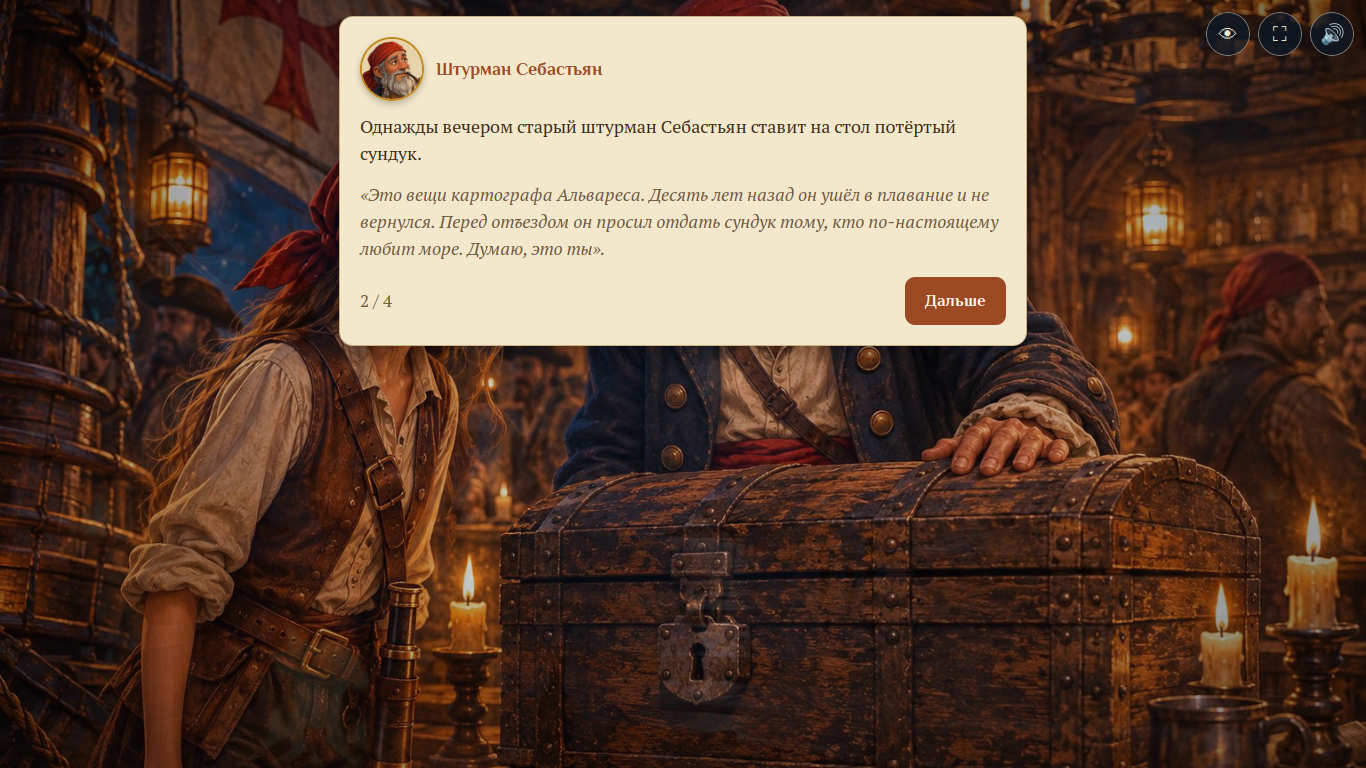 Штурман Себастьян
Однажды вечером старый штурман Себастьян ставит на стол потёртый
сундук.
«Это вещи картографа Альвареса. Десять лет назад он ушёл в плавание и не
вернулся. Перед отъездом он просил отдать сундук тому, кто по-настоящему
любит море. Думаю, это ты».
2 / 4
Дальше